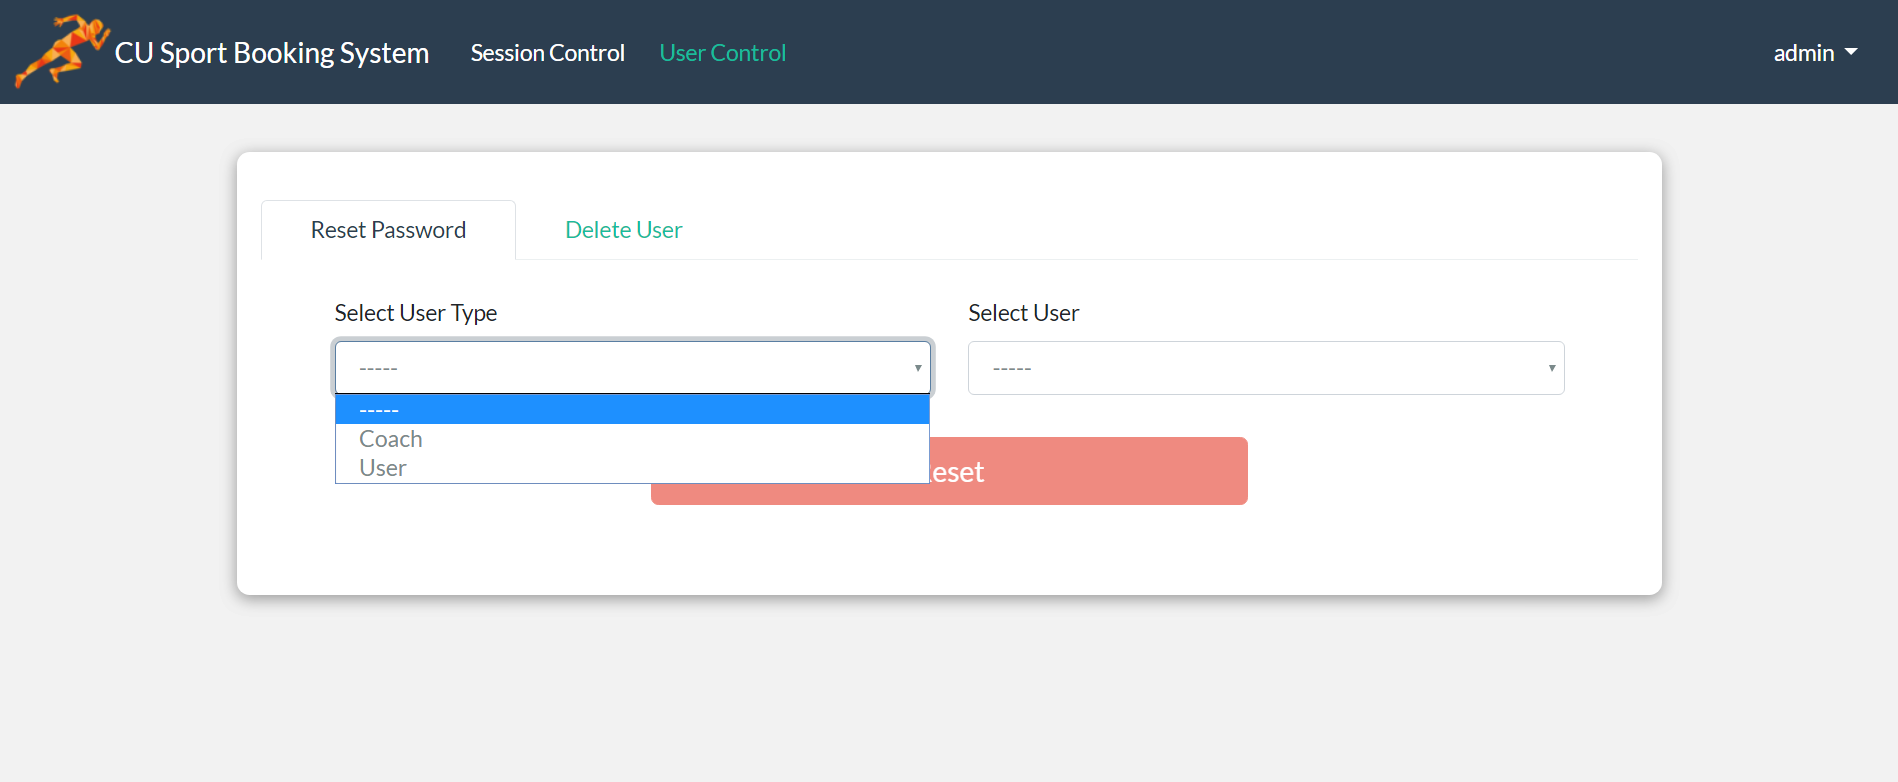 CU Sport Booking System Session Control User Control admin
Reset Password Delete User
Select User Type Select User
----- -----
-----
Coach
User
eset